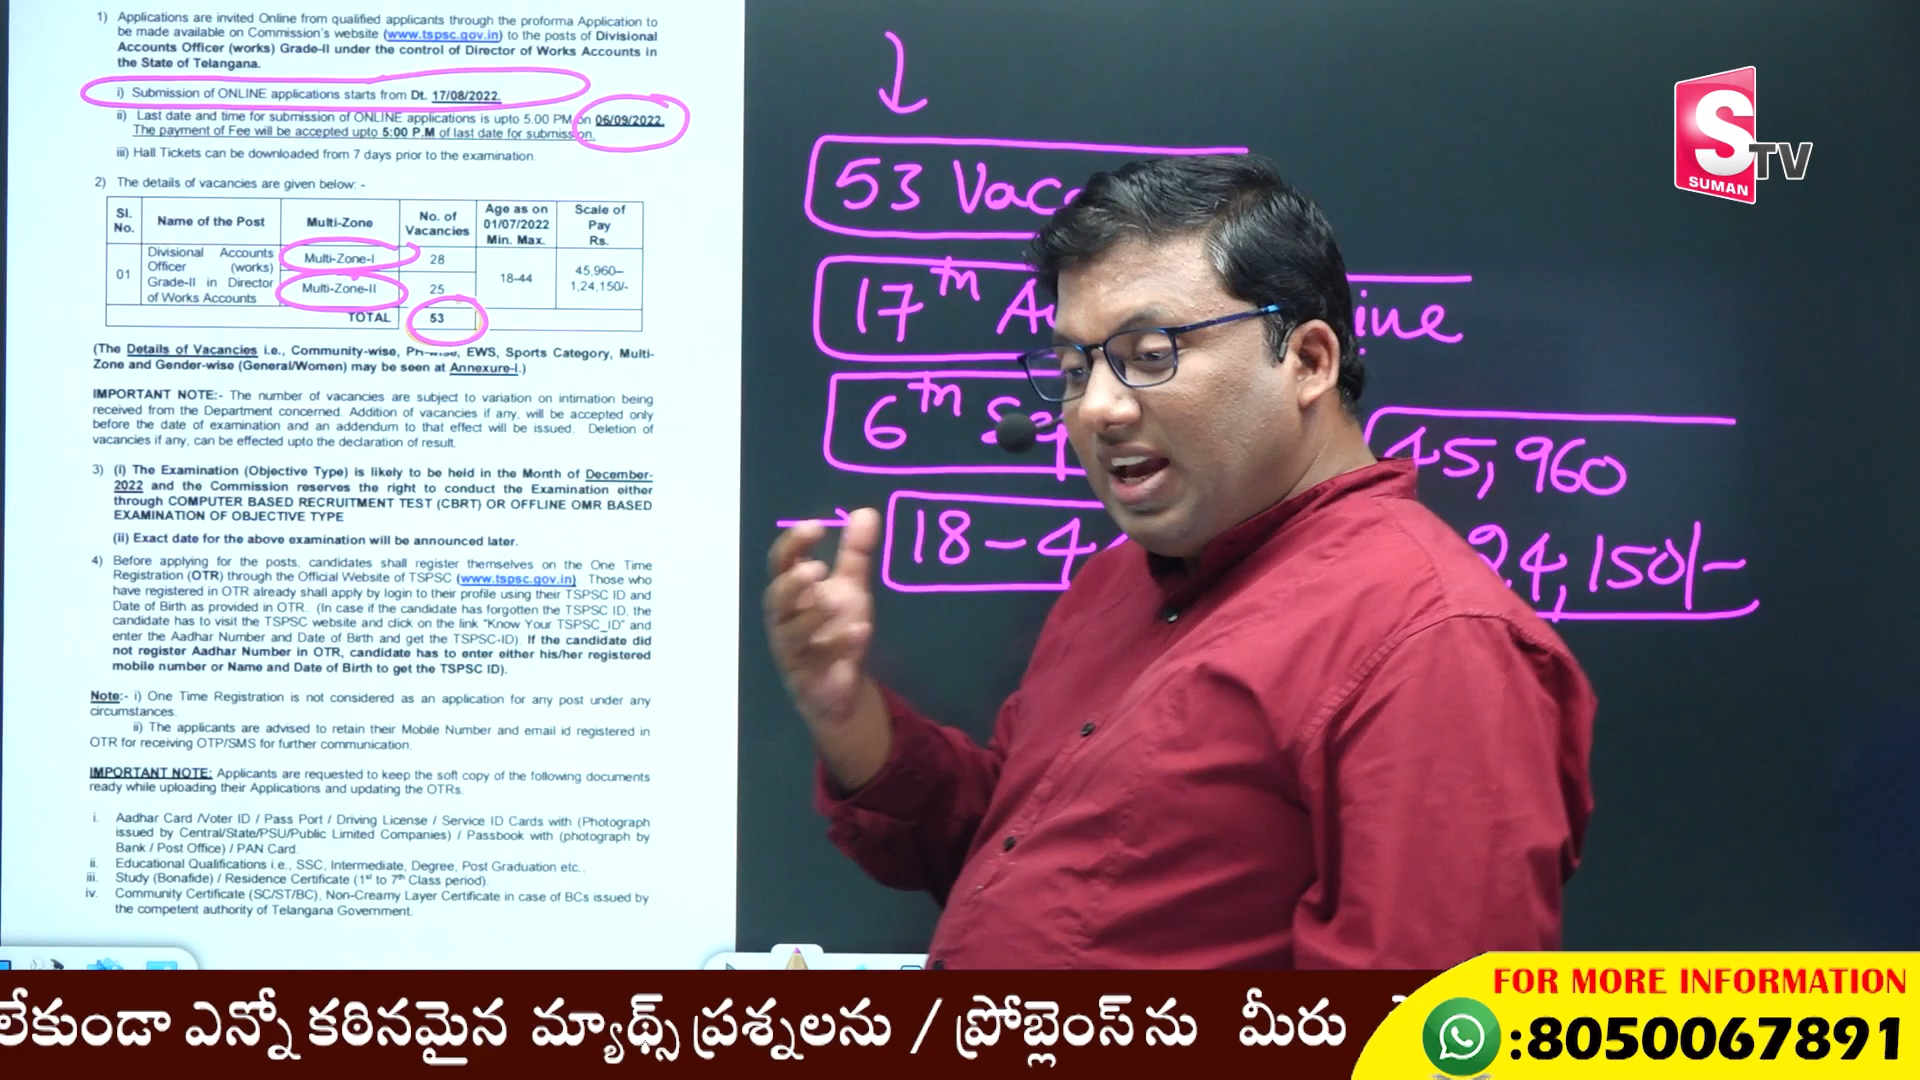 1) Applications are invited Online from qualified applicants through the proforma Application to
be made available on Commission's website (www.tspsc.gov.in) to the posts of Divisional
Accounts Officer (works) Grade-II under the control of Director of Works Accounts in
the State of Telangana.
i) Submission of ONLINE applications starts from Dt. 17/08/2022.
ii) Last date and time for submission of ONLINE applications is upto 5.00 PM on 06/09/2022.
The payment of Fee will be accepted upto 5:00 P.M of last date for submission.
iii) Hall Tickets can be downloaded from 7 days prior to the examination.
2) The details of vacancies are given below: -
Sl. No. Name of the Post Multi-Zone No. of Vacancies Age as on 01/07/2022 Min. Max. Scale of Pay Rs.
01 Divisional Accounts Officer (works) Grade-II in Director of Works Accounts Multi-Zone-I 28 18-44 45,960– 1,24,150/-
Multi-Zone-II 25
TOTAL 53
(The Details of Vacancies i.e., Community-wise, PH-wise, EWS, Sports Category, Multi-
Zone and Gender-wise (General/Women) may be seen at Annexure-I.)
IMPORTANT NOTE:- The number of vacancies are subject to variation on intimation being
received from the Department concerned. Addition of vacancies if any, will be accepted only
before the date of examination and an addendum to that effect will be issued. Deletion of
vacancies if any, can be effected upto the declaration of result.
3) (i) The Examination (Objective Type) is likely to be held in the Month of December-
2022 and the Commission reserves the right to conduct the Examination either
through COMPUTER BASED RECRUITMENT TEST (CBRT) OR OFFLINE OMR BASED
EXAMINATION OF OBJECTIVE TYPE
(ii) Exact date for the above examination will be announced later.
4) Before applying for the posts, candidates shall register themselves on the One Time
Registration (OTR) through the Official Website of TSPSC (www.tspsc.gov.in). Those who
have registered in OTR already shall apply by login to their profile using their TSPSC ID and
Date of Birth as provided in OTR. (In case if the candidate has forgotten the TSPSC ID, the
candidate has to visit the TSPSC website and click on the link "Know Your TSPSC_ID" and
enter the Aadhar Number and Date of Birth and get the TSPSC-ID). If the candidate did
not register Aadhar Number in OTR, candidate has to enter either his/her registered
mobile number or Name and Date of Birth to get the TSPSC ID).
Note:- i) One Time Registration is not considered as an application for any post under any
circumstances.
ii) The applicants are advised to retain their Mobile Number and email id registered in
OTR for receiving OTP/SMS for further communication.
IMPORTANT NOTE: Applicants are requested to keep the soft copy of the following documents
ready while uploading their Applications and updating the OTRs.
i. Aadhar Card /Voter ID / Pass Port / Driving License / Service ID Cards with (Photograph
issued by Central/State/PSU/Public Limited Companies) / Passbook with (photograph by
Bank / Post Office) / PAN Card.
ii. Educational Qualifications i.e., SSC, Intermediate, Degree, Post Graduation etc.,
iii. Study (Bonafide) / Residence Certificate (1st to 7th Class period).
iv. Community Certificate (SC/ST/BC), Non-Creamy Layer Certificate in case of BCs issued by
the competent authority of Telangana Government.
53 Vac
17th A ine
6th Sep
18-44
45,960
24,150/-
S TV
SUMAN
లేకుండా ఎన్నో కఠినమైన మ్యాథ్స్ ప్రశ్నలను / ప్రోబ్లెంస్ ను మీరు
FOR MORE INFORMATION
:8050067891